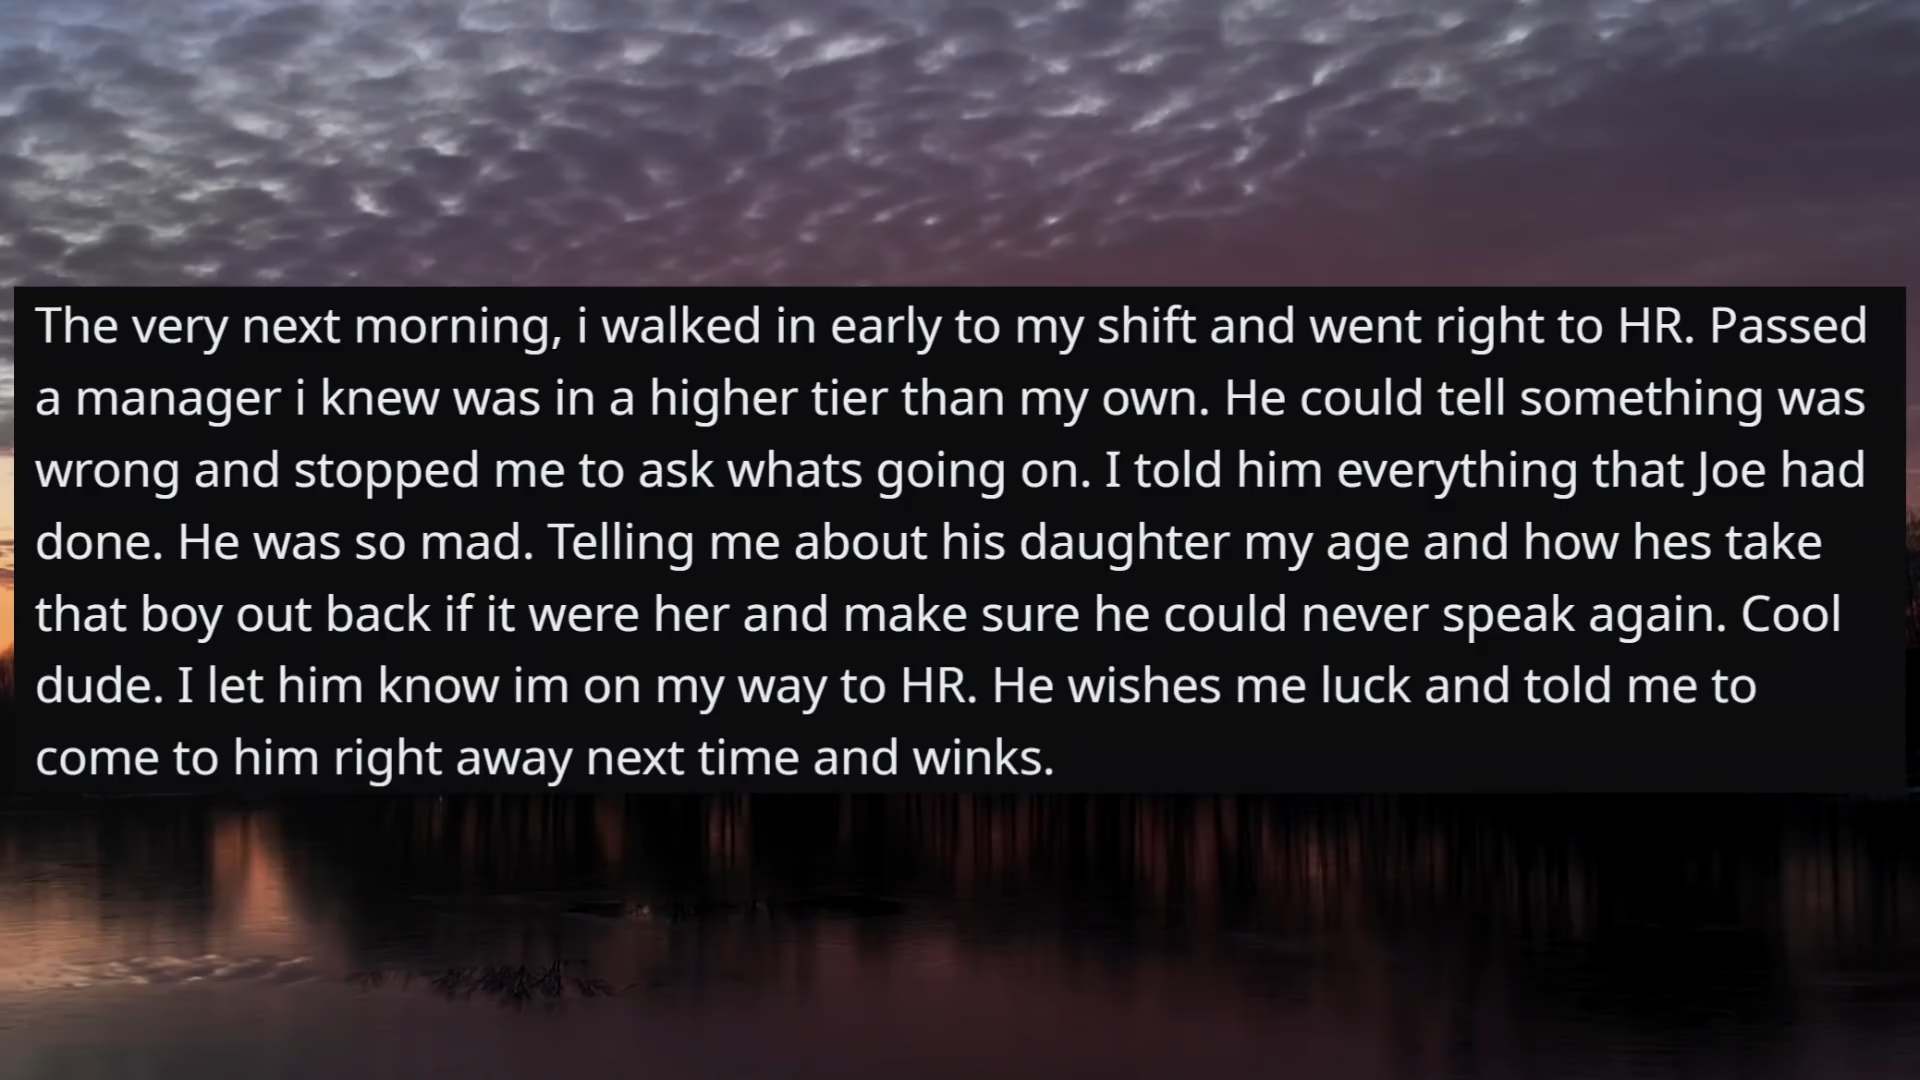 The very next morning, i walked in early to my shift and went right to HR. Passed
a manager i knew was in a higher tier than my own. He could tell something was
wrong and stopped me to ask whats going on. I told him everything that Joe had
done. He was so mad. Telling me about his daughter my age and how hes take
that boy out back if it were her and make sure he could never speak again. Cool
dude. I let him know im on my way to HR. He wishes me luck and told me to
come to him right away next time and winks.